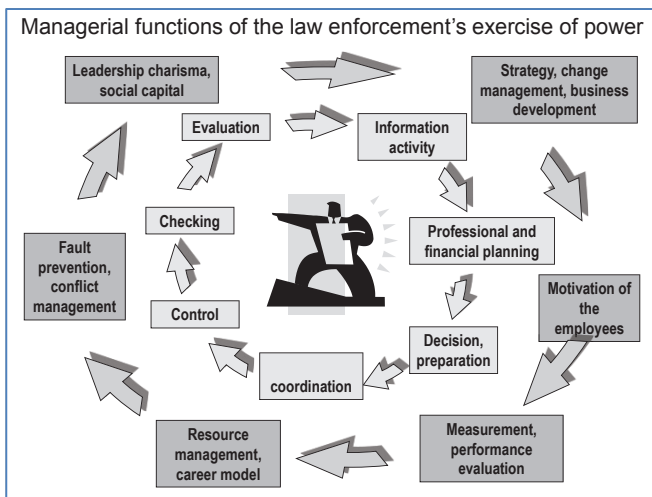 Managerial functions of the law enforcement's exercise of power
Leadership charisma,
social capital
Strategy, change
management, business
development
Evaluation
Information
activity
Checking
Professional and
financial planning
Fault
prevention,
conflict
management
Motivation of
the
employees
Control
Decision,
preparation
coordination
Resource
management,
career model
Measurement,
performance
evaluation